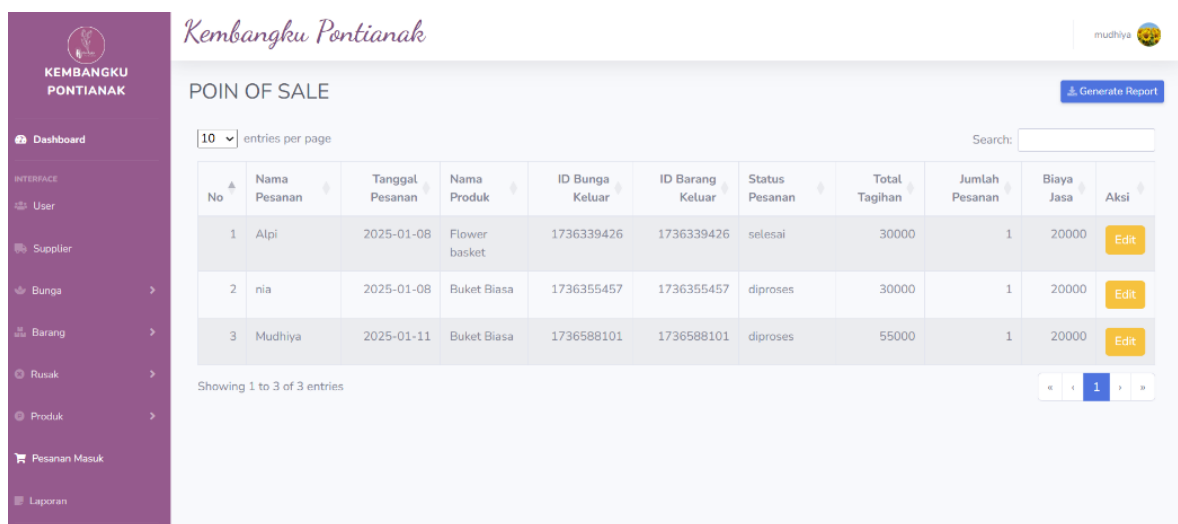 Kembangku Pontianak
mudhiya
KEMBANGKU
PONTIANAK
Dashboard
INTERFACE
User
Supplier
Bunga
Barang
Rusak
Produk
Pesanan Masuk
Laporan
POIN OF SALE
Generate Report
10 entries per page
Search:
No Nama Pesanan Tanggal Pesanan Nama Produk ID Bunga Keluar ID Barang Keluar Status Pesanan Total Tagihan Jumlah Pesanan Biaya Jasa Aksi
1 Alpi 2025-01-08 Flower basket 1736339426 1736339426 selesai 30000 1 20000 Edit
2 nia 2025-01-08 Buket Biasa 1736355457 1736355457 diproses 30000 1 20000 Edit
3 Mudhiya 2025-01-11 Buket Biasa 1736588101 1736588101 diproses 55000 1 20000 Edit
Showing 1 to 3 of 3 entries
« ‹ 1 › »